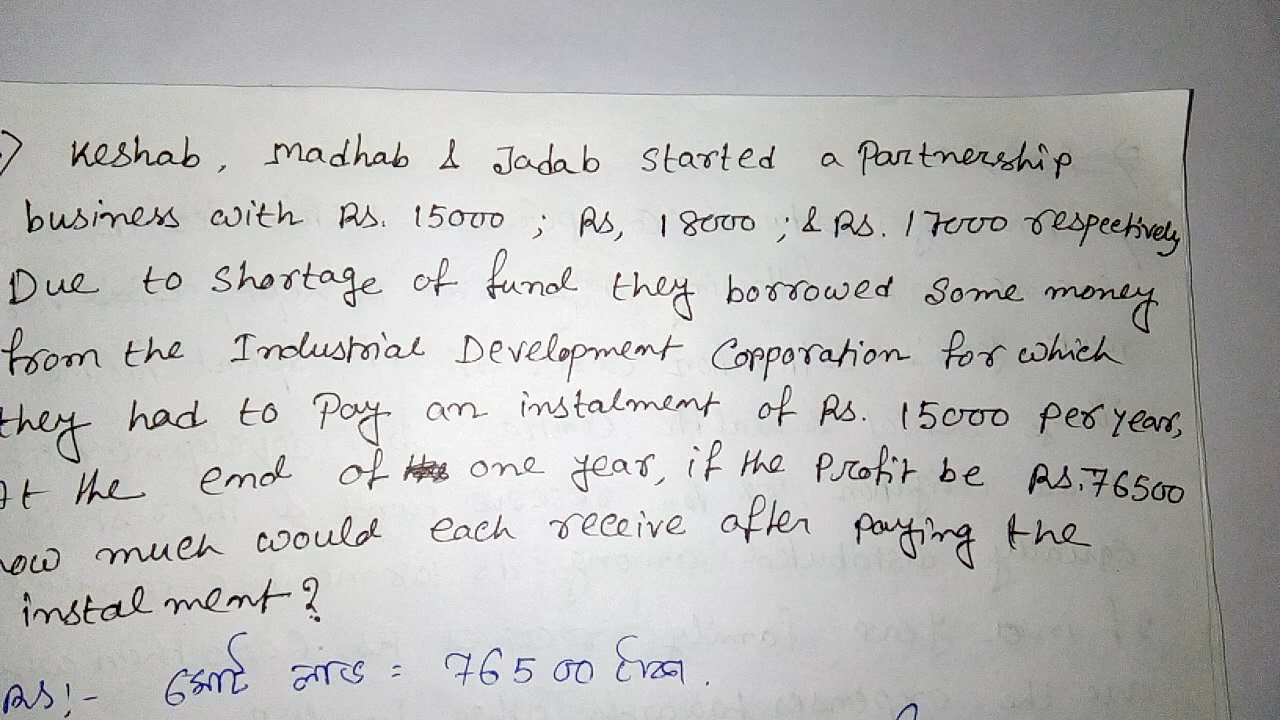 ) Keshab, Madhab & Jadab started a Partnership
business with Rs. 15000 ; Rs, 18000 ; & Rs. 17000 respectively
Due to shortage of fund they borrowed some money
from the Industrial Development Copporation for which
they had to pay an instalment of Rs. 15000 per year,
At the end of one year, if the Profit be Rs. 76500
how much would each receive after paying the
instalment?
Rs!- মোট লাভ = 76500 টাকা.